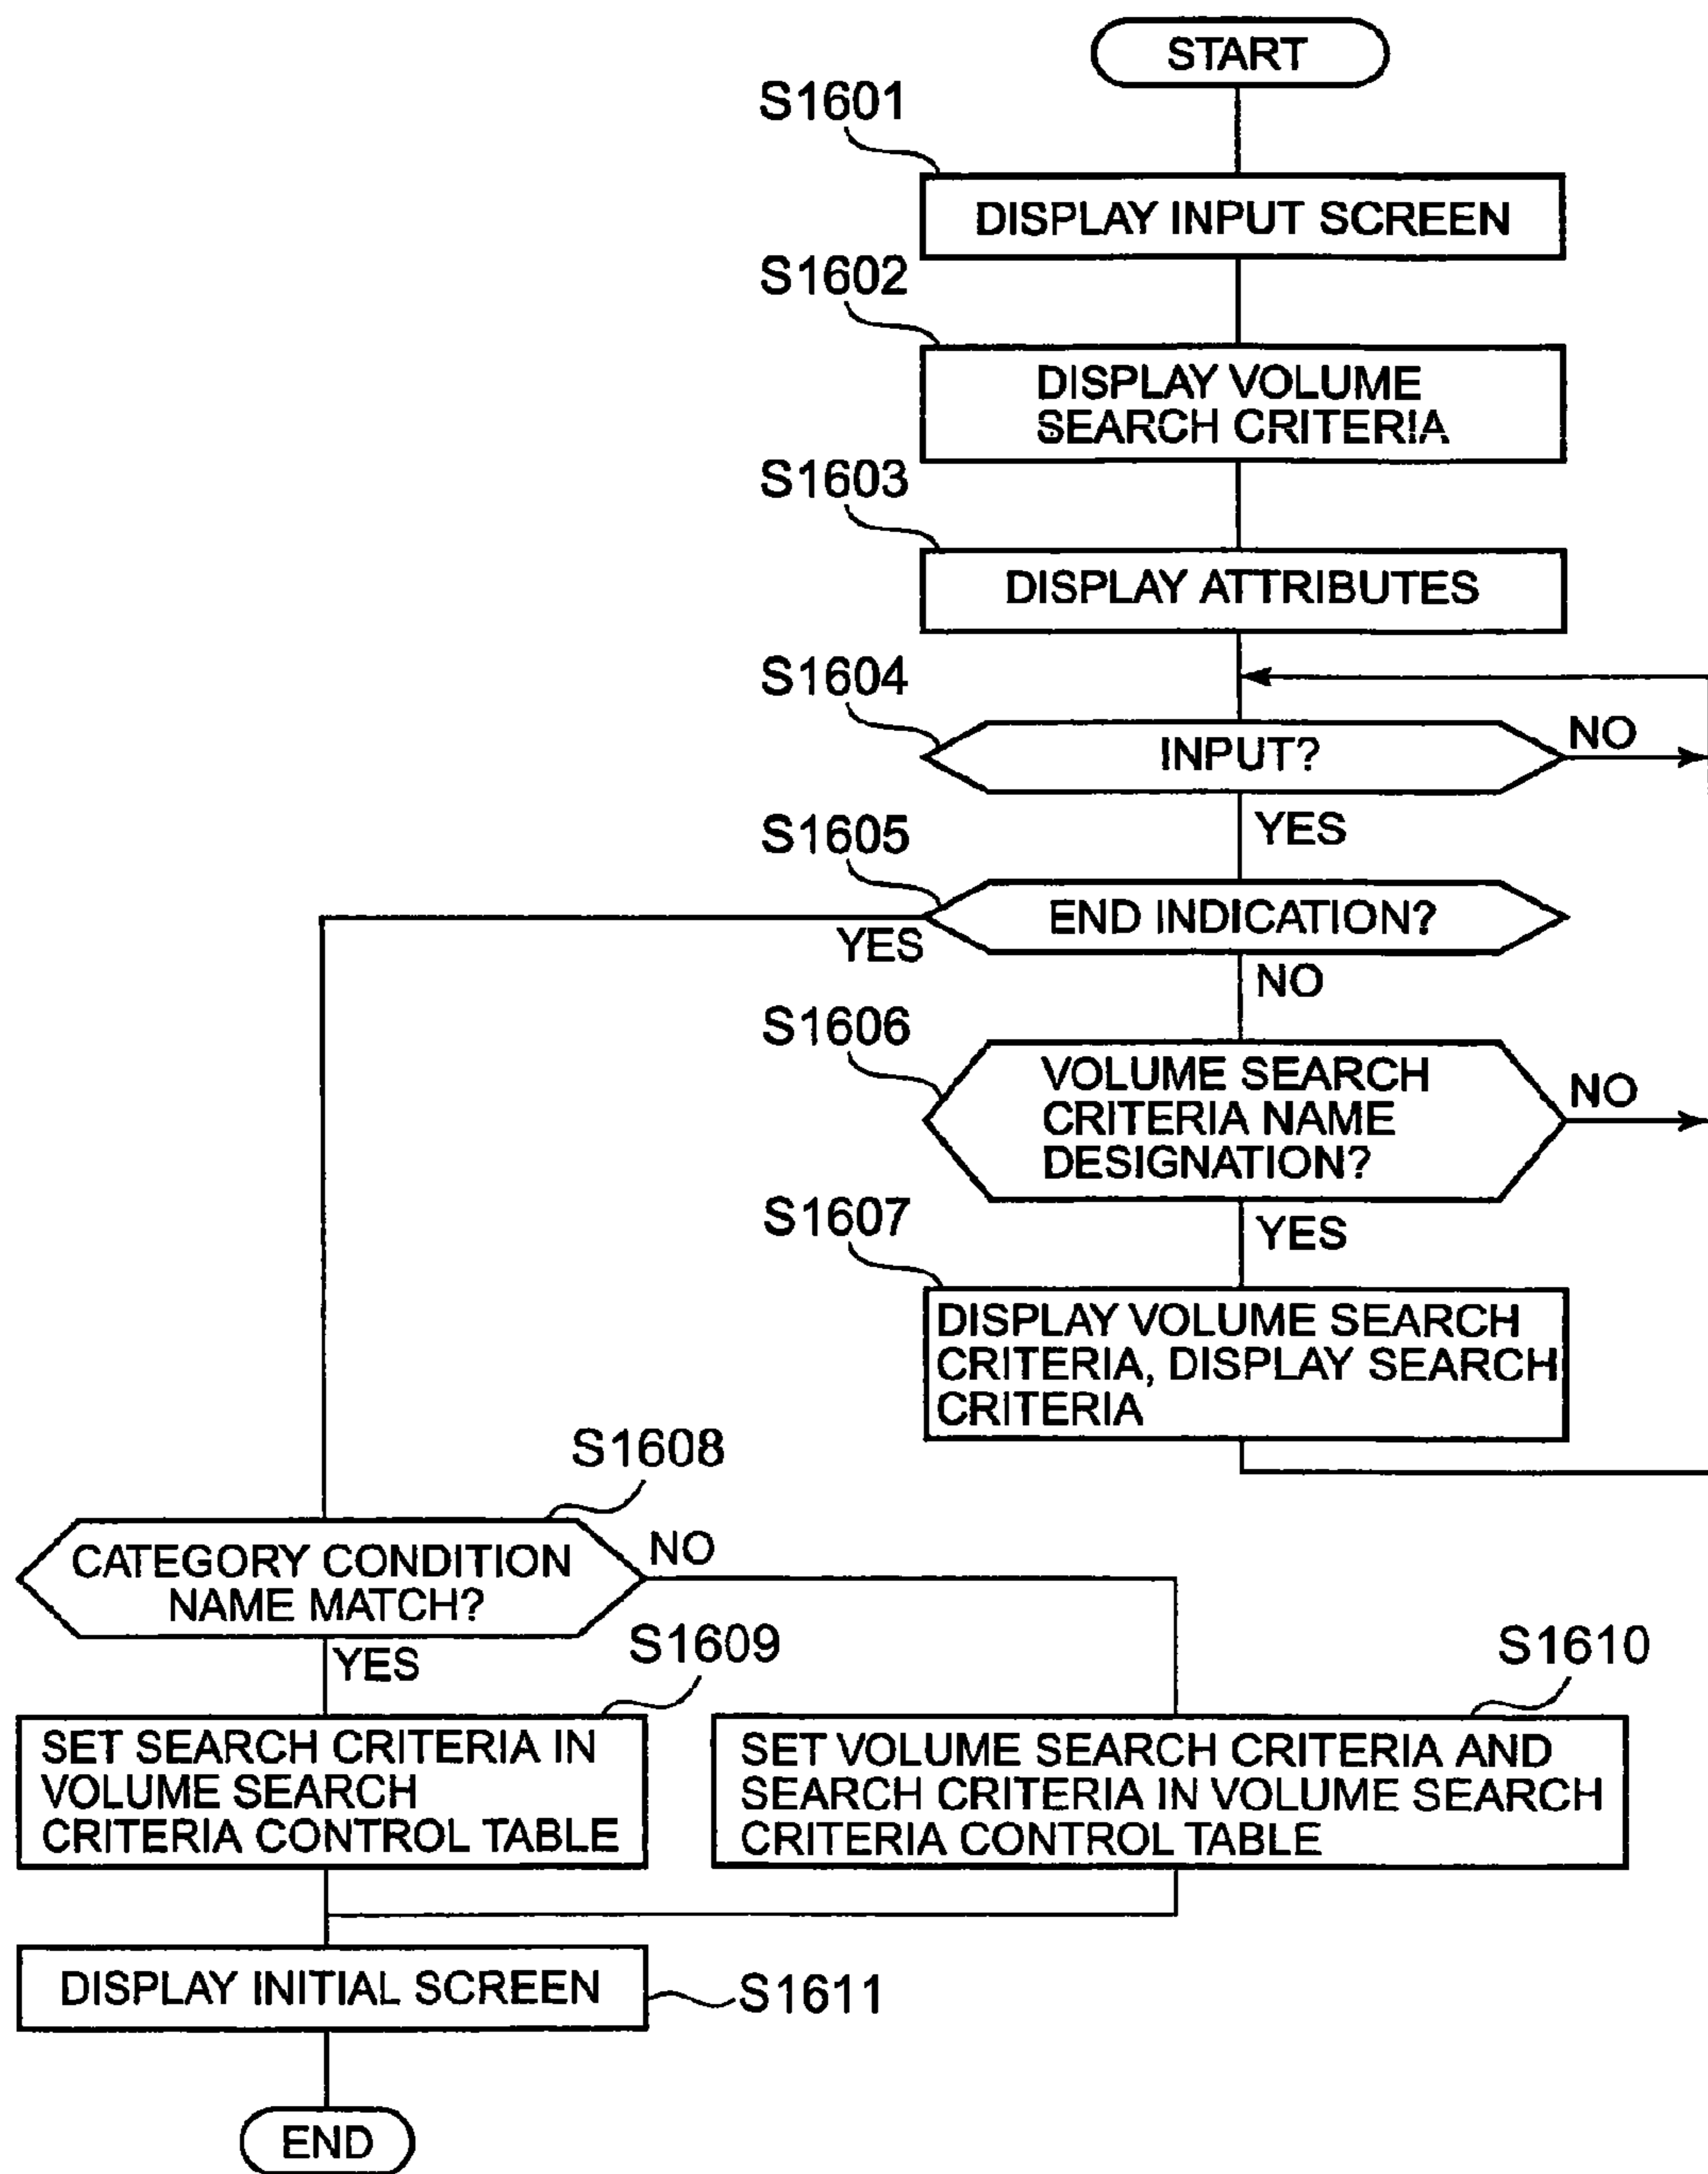 START
S1601
DISPLAY INPUT SCREEN
S1602
DISPLAY VOLUME
SEARCH CRITERIA
S1603
DISPLAY ATTRIBUTES
S1604
INPUT?
NO
YES
S1605
END INDICATION?
YES
NO
S1606
VOLUME SEARCH
CRITERIA NAME
DESIGNATION?
NO
YES
S1607
DISPLAY VOLUME SEARCH
CRITERIA, DISPLAY SEARCH
CRITERIA
S1608
CATEGORY CONDITION
NAME MATCH?
NO
YES
S1609
SET SEARCH CRITERIA IN
VOLUME SEARCH
CRITERIA CONTROL TABLE
S1610
SET VOLUME SEARCH CRITERIA AND
SEARCH CRITERIA IN VOLUME SEARCH
CRITERIA CONTROL TABLE
DISPLAY INITIAL SCREEN
S1611
END